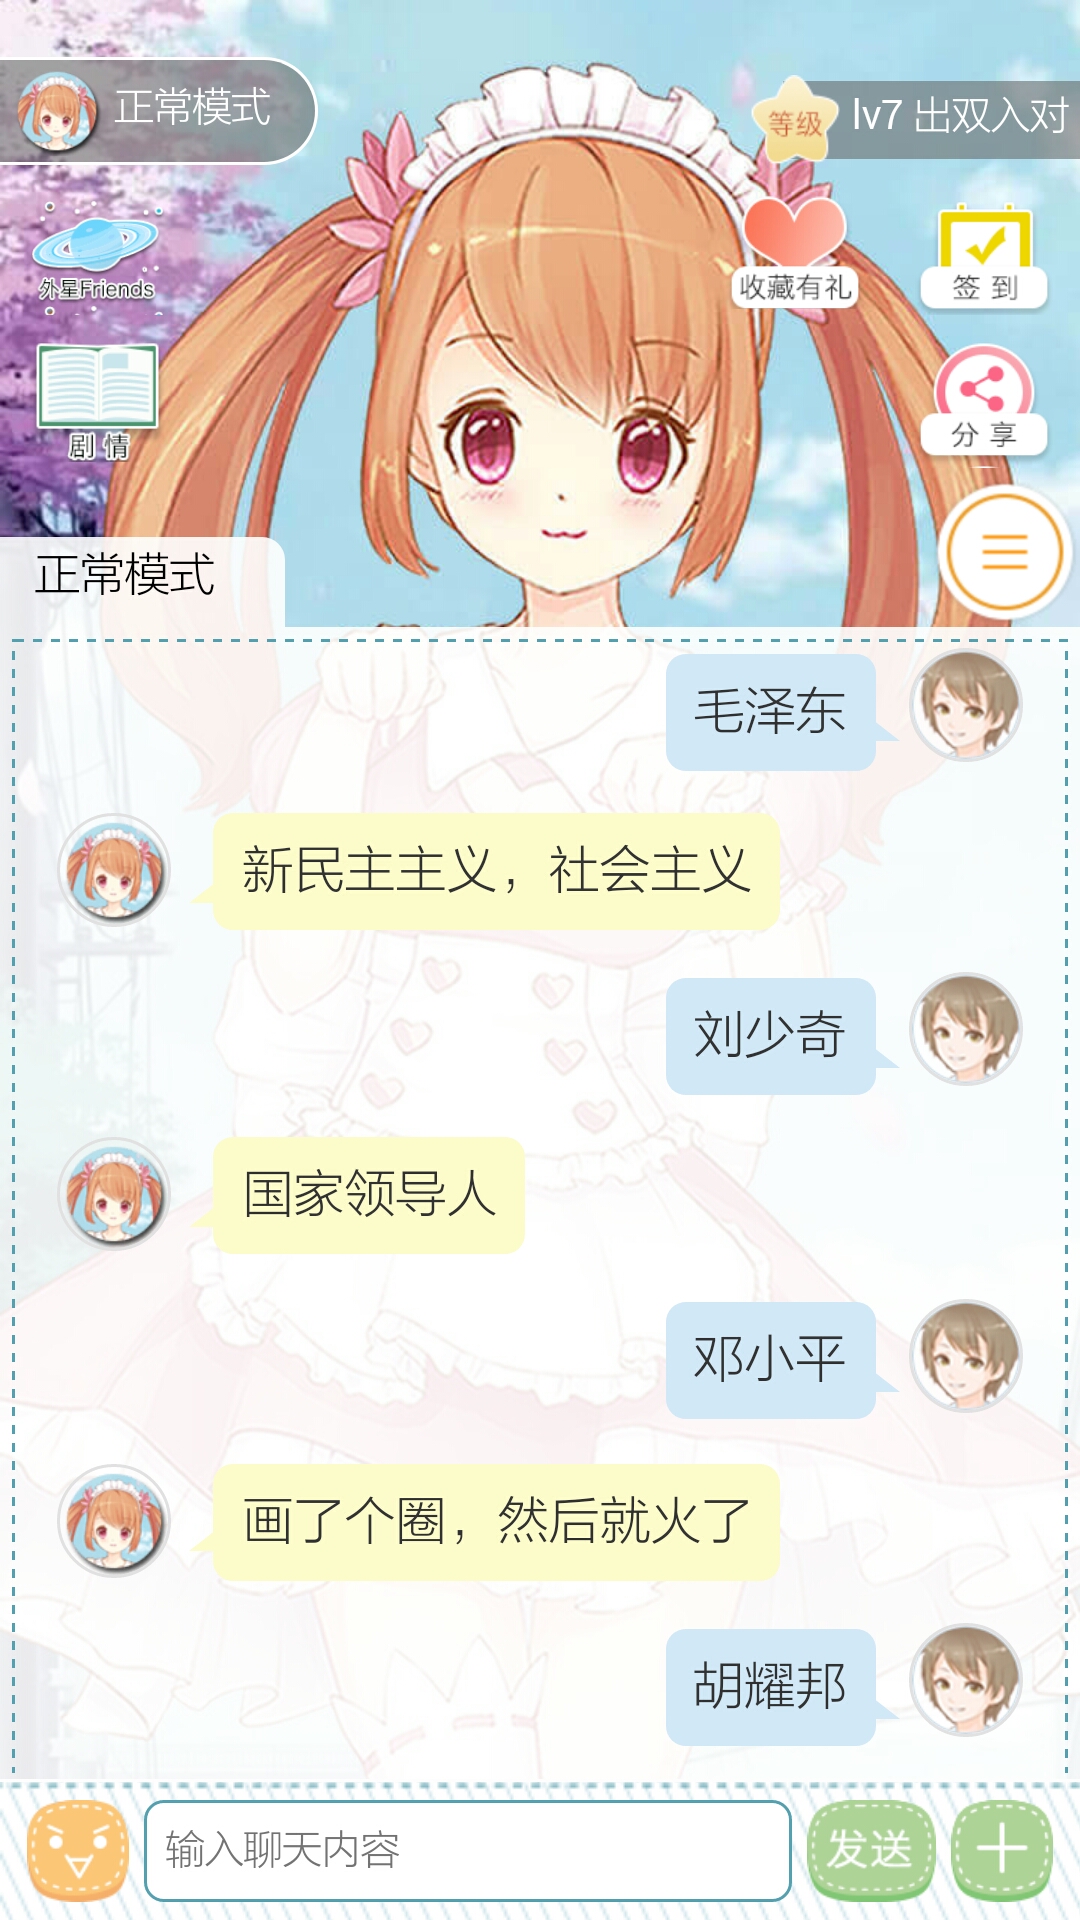 正常模式
等级
lv7 出双入对
外星Friends
收藏有礼
签到
剧情
分享
正常模式
毛泽东
新民主主义，社会主义
刘少奇
国家领导人
邓小平
画了个圈，然后就火了
胡耀邦
输入聊天内容
发送